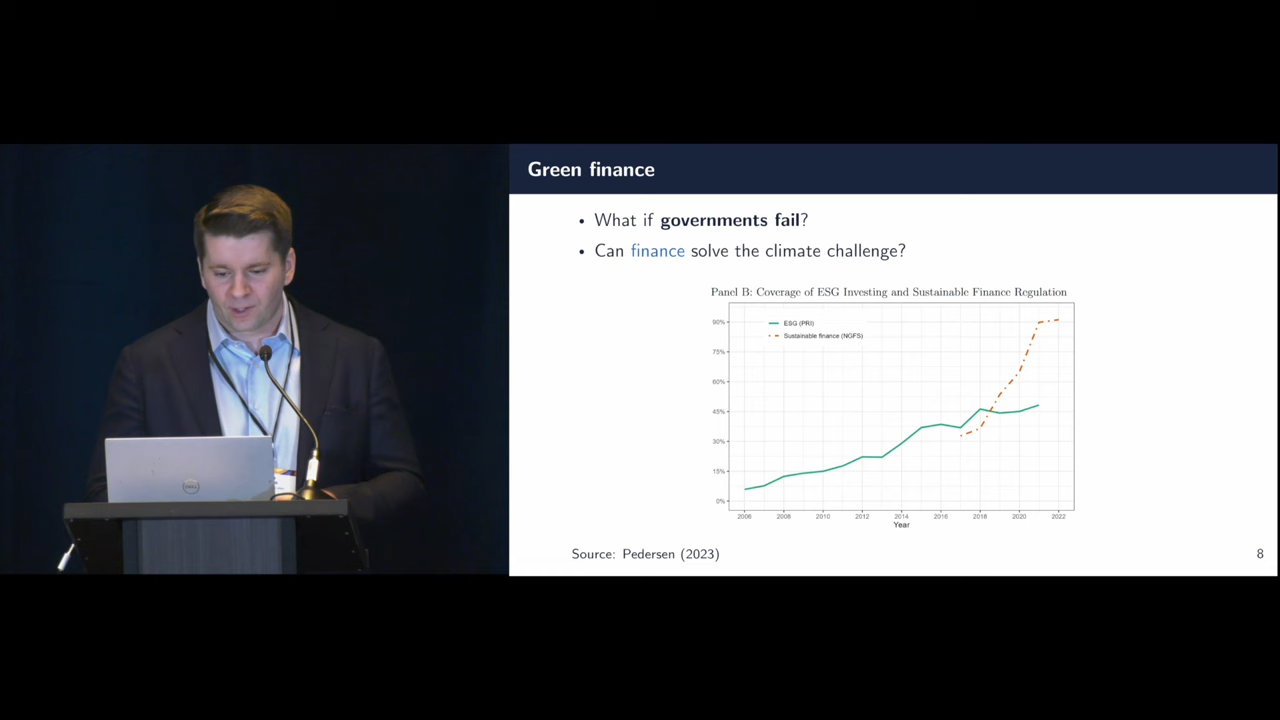 Green finance
• What if governments fail?
• Can finance solve the climate challenge?
Panel B: Coverage of ESG Investing and Sustainable Finance Regulation
ESG (PRI)
Sustainable finance (NGFS)
90%
75%
60%
45%
30%
15%
0%
2006 2008 2010 2012 2014 2016 2018 2020 2022
Year
Source: Pedersen (2023)
8
DELL